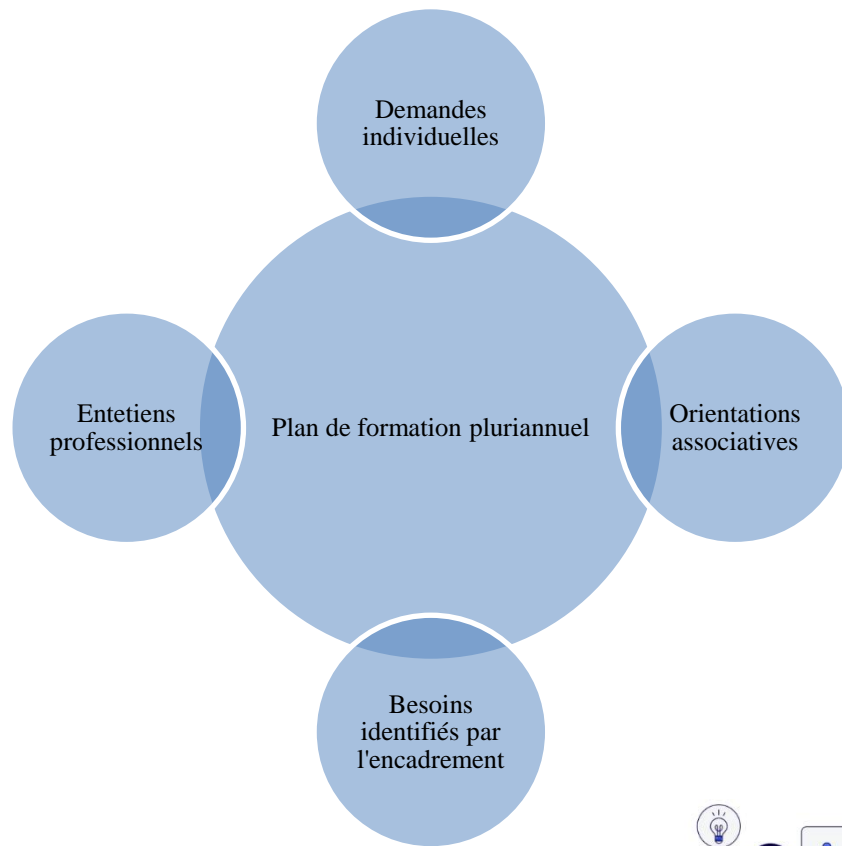 Demandes
individuelles
Entetiens
professionnels
Plan de formation pluriannuel
Orientations
associatives
Besoins
identifiés par
l'encadrement